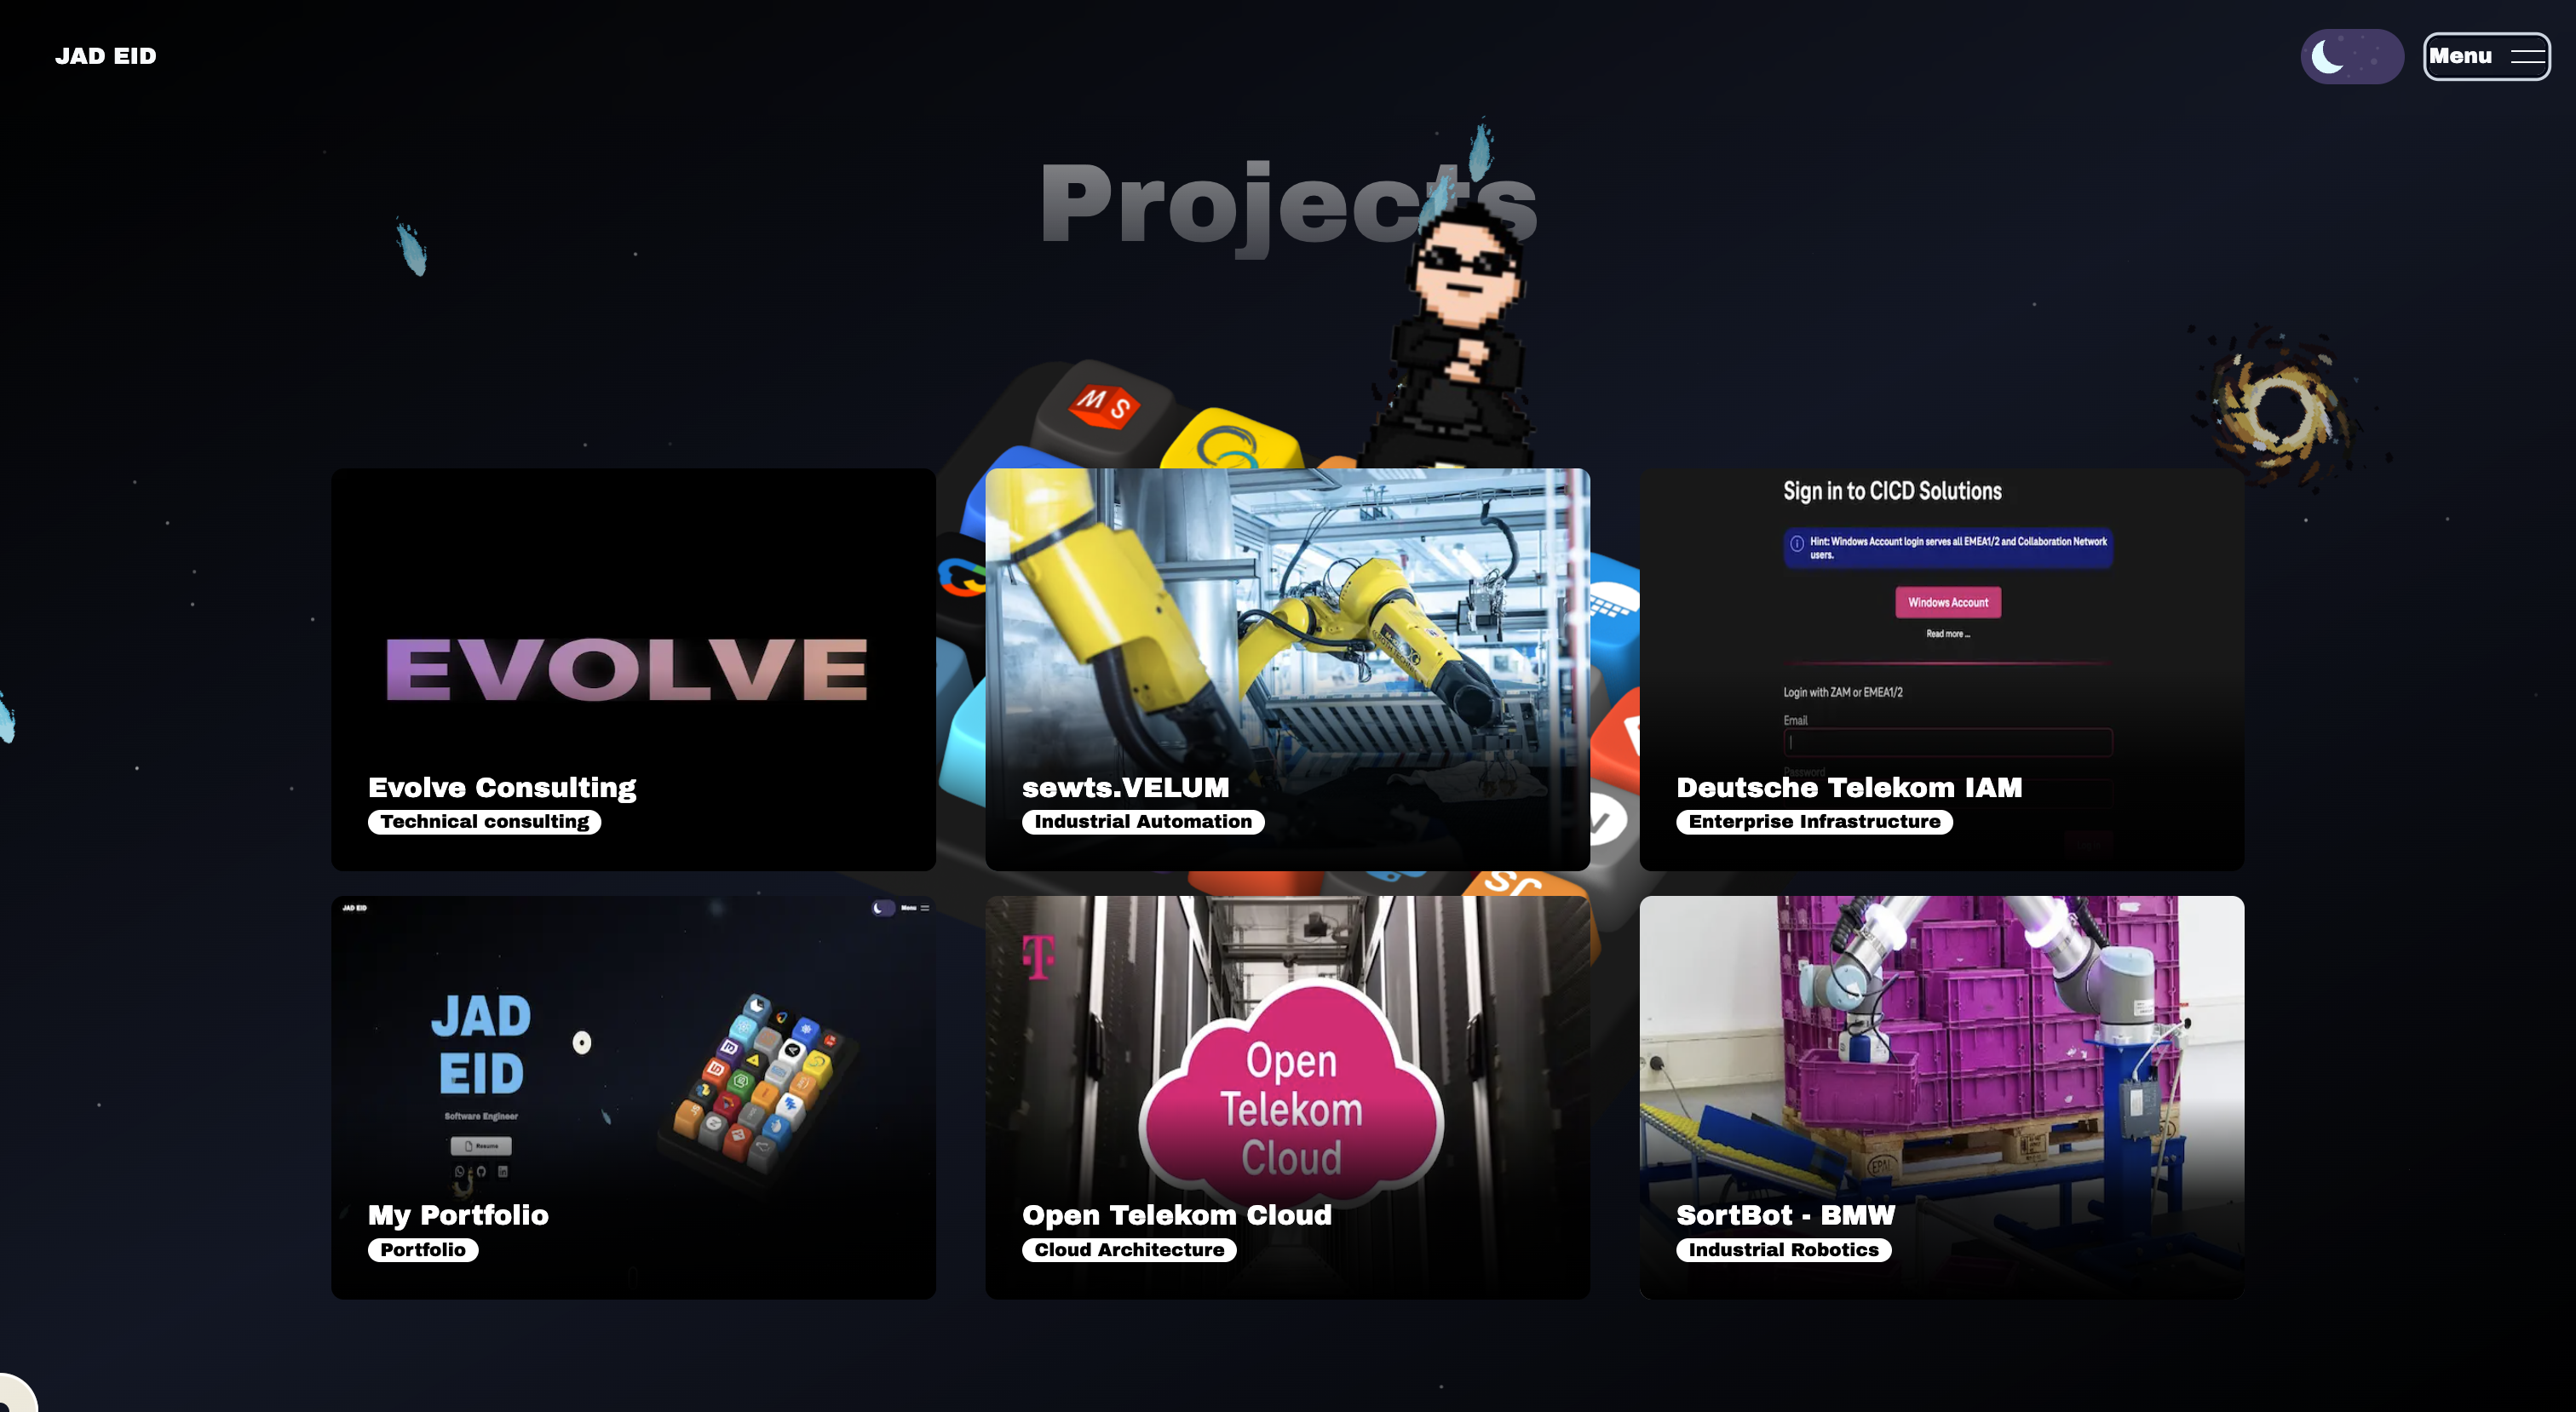 JAD EID
Menu
Projects
M S
EVOLVE
Evolve Consulting
Technical consulting
sewts.VELUM
Industrial Automation
Sign in to CICD Solutions
Hint: Windows Account login serves all EMEA1/2 and Collaboration Network
users.
Windows Account
Read more ...
Login with ZAM or EMEA1/2
Email
Password
Deutsche Telekom IAM
Enterprise Infrastructure
JAD EID
Menu
JAD
EID
Software Engineer
Resume
My Portfolio
Portfolio
JS
T
Open
Telekom
Cloud
Open Telekom Cloud
Cloud Architecture
EPAL
SortBot - BMW
Industrial Robotics